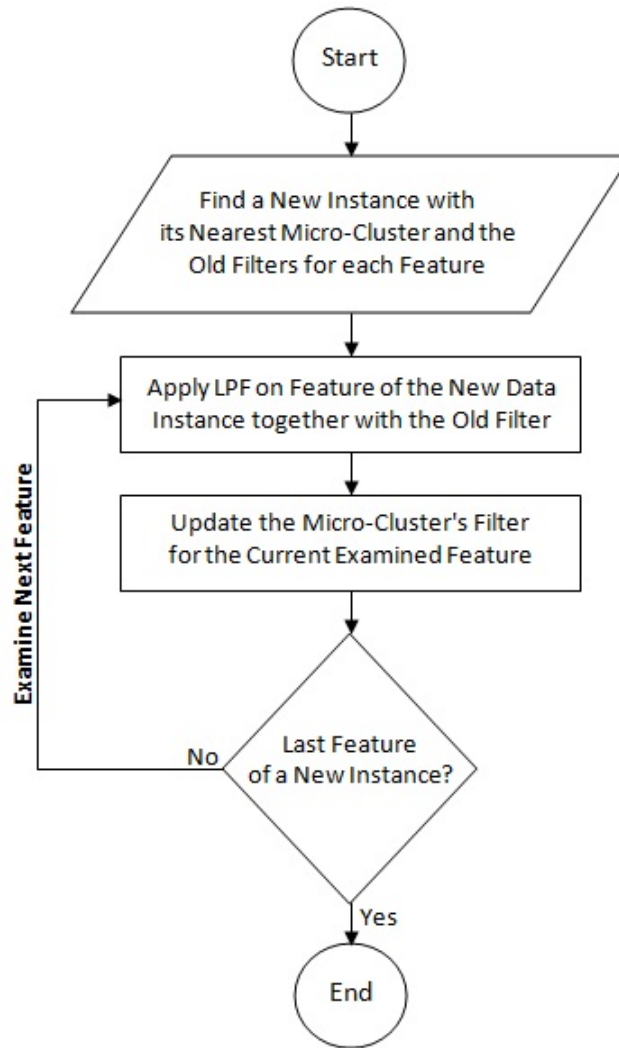 Start
Find a New Instance with
its Nearest Micro-Cluster and the
Old Filters for each Feature
Apply LPF on Feature of the New Data
Instance together with the Old Filter
Update the Micro-Cluster's Filter
for the Current Examined Feature
Examine Next Feature
Last Feature
of a New Instance?
No
Yes
End